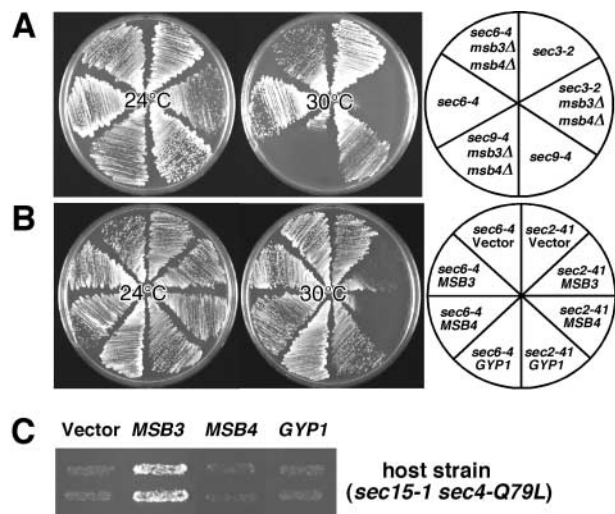 A
24°C
30°C
sec6-4
msb3Δ
msb4Δ
sec3-2
sec6-4
sec3-2
msb3Δ
msb4Δ
sec9-4
msb3Δ
msb4Δ
sec9-4
B
24°C
30°C
sec6-4
Vector
sec2-41
Vector
sec6-4
MSB3
sec2-41
MSB3
sec6-4
MSB4
sec2-41
MSB4
sec6-4
GYP1
sec2-41
GYP1
C
Vector MSB3 MSB4 GYP1
host strain
(sec15-1 sec4-Q79L)